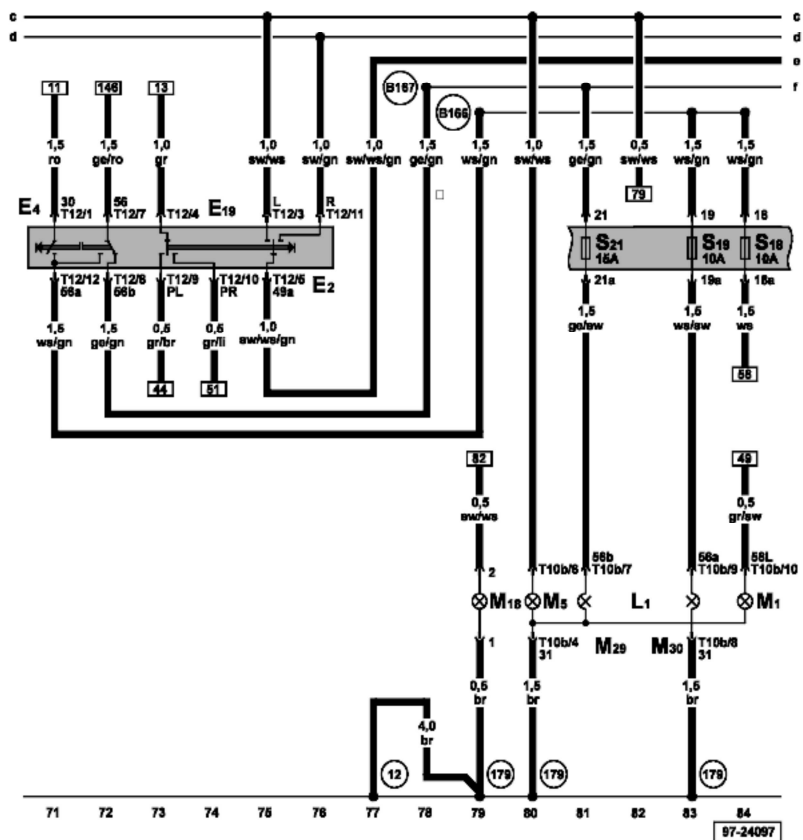 c c
d d
e
B167 f
11 146 13
B166
1,5 1,5 1,0 1,0 1,0 1,0 1,5 1,5 1,0 1,5 0,5 1,5 1,5
ro ge/ro gr sw/ws sw/gn sw/ws/gn ge/gn ws/gn sw/ws ge/gn sw/ws ws/gn ws/gn
79
E4 30 56 E19 L R 21 19 18
T12/1 T12/7 T12/4 T12/3 T12/11
S21 S19 S18
15A 10A 10A
T12/12 T12/8 T12/9 T12/10 T12/5 E2 21a 19a 18a
56a 56b PL PR 49a
1,5 1,5 0,5 0,5 1,0 1,5 1,5 1,5
ws/gn ge/gn gr/br gr/li sw/ws/gn ge/sw ws/sw ws
44 51 58
82 49
0,5 0,5
sw/ws gr/sw
56b 56a 58L
2 T10b/6 T10b/7 T10b/9 T10b/10
M18 M5 L1 M1
1 T10b/4 M29 M30 T10b/8
31 31
0,5 1,5 1,5
br br br
4,0
br
12 179 179 179
71 72 73 74 75 76 77 78 79 80 81 82 83 84
97-24097